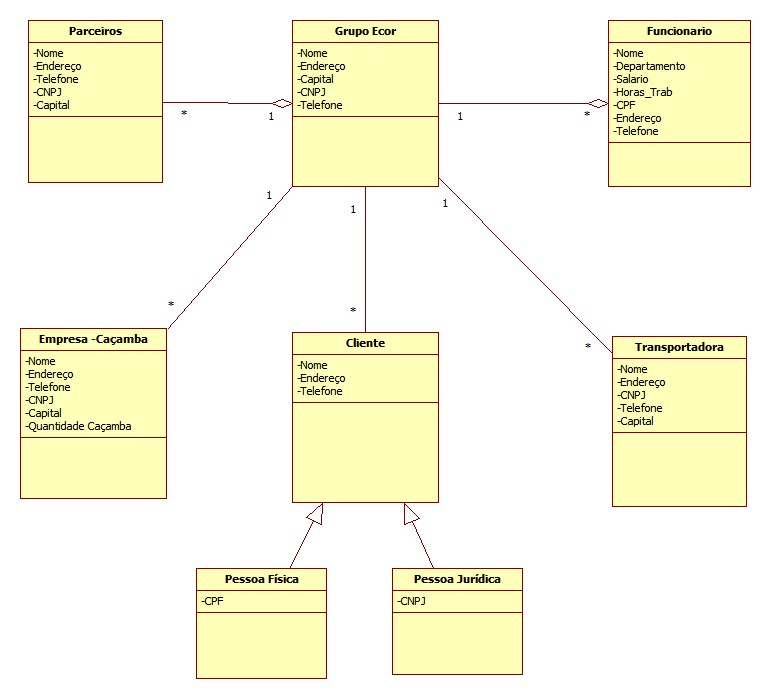 Parceiros
-Nome
-Endereço
-Telefone
-CNPJ
-Capital
Grupo Ecor
-Nome
-Endereço
-Capital
-CNPJ
-Telefone
Funcionario
-Nome
-Departamento
-Salario
-Horas_Trab
-CPF
-Endereço
-Telefone
*
1
1
*
1
*
1
*
1
*
Empresa -Caçamba
-Nome
-Endereço
-Telefone
-CNPJ
-Capital
-Quantidade Caçamba
Cliente
-Nome
-Endereço
-Telefone
Transportadora
-Nome
-Endereço
-CNPJ
-Telefone
-Capital
Pessoa Física
-CPF
Pessoa Jurídica
-CNPJ